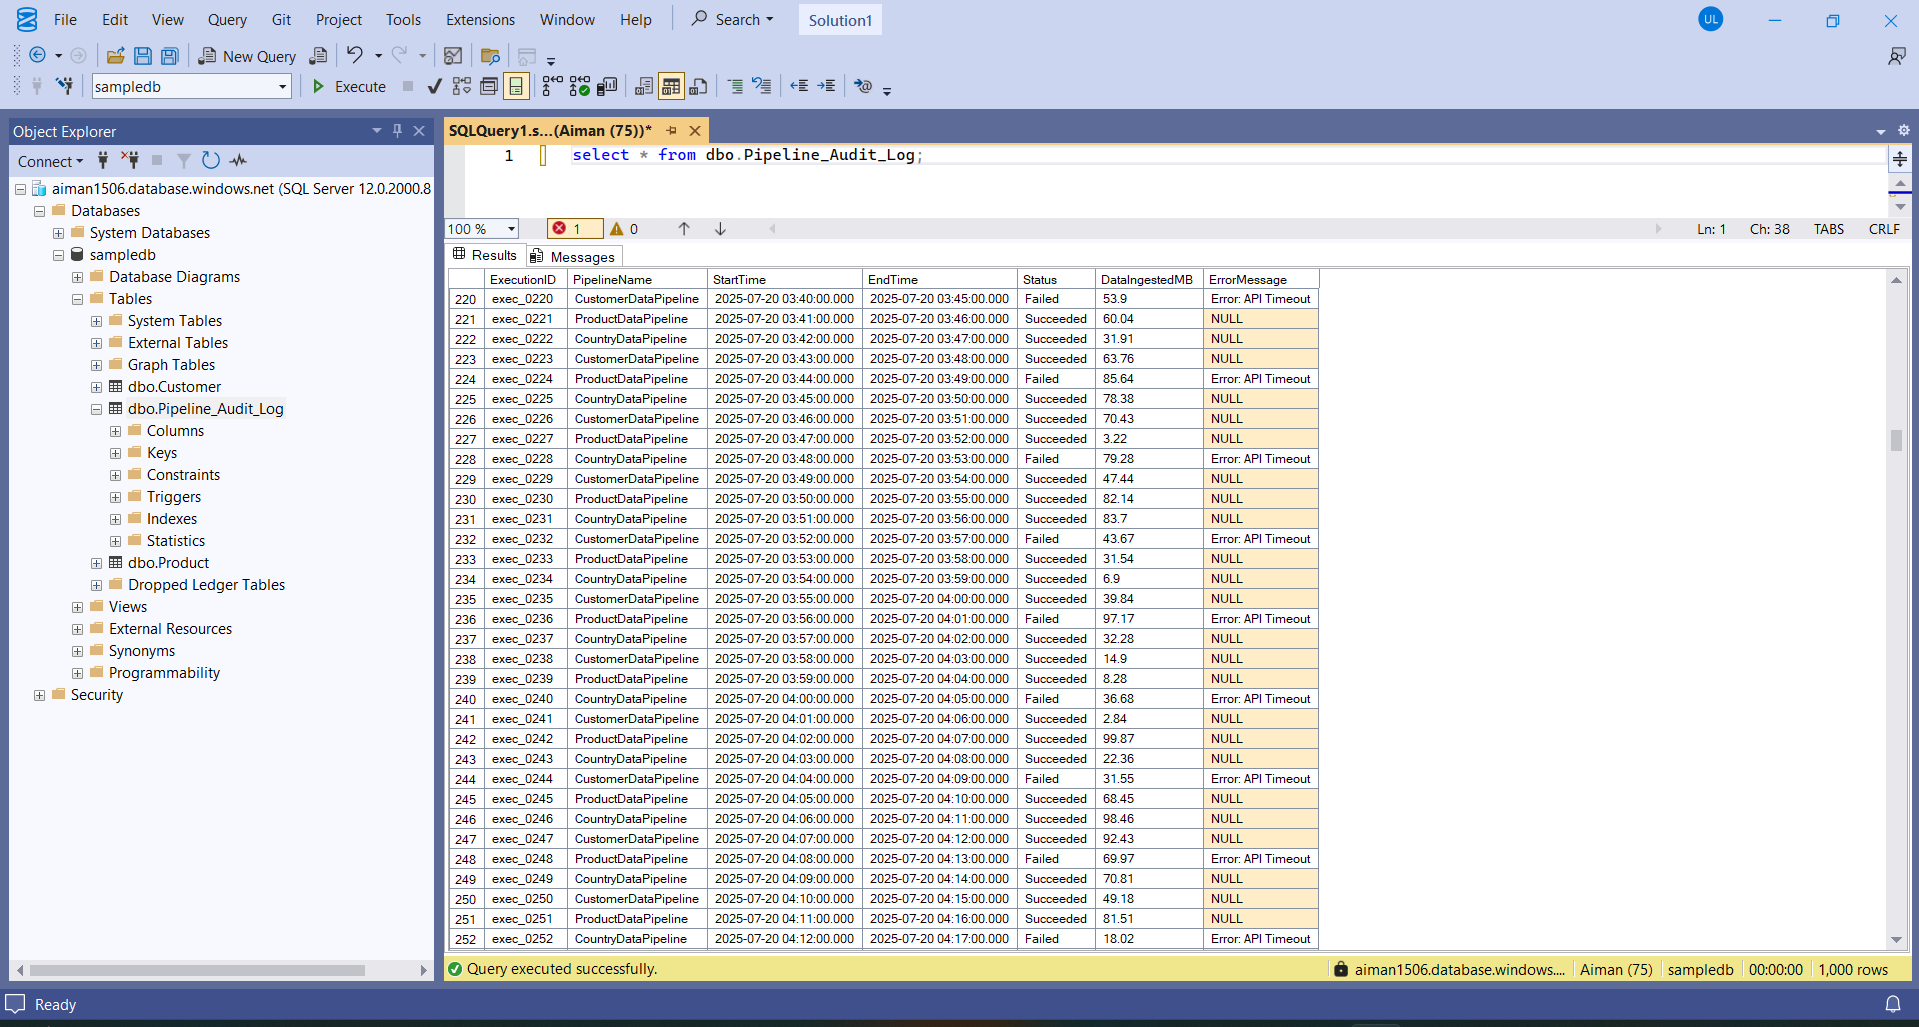 File Edit View Query Git Project Tools Extensions Window Help Search Solution1 UL
New Query
sampledb Execute
Object Explorer
Connect
aiman1506.database.windows.net (SQL Server 12.0.2000.8
Databases
System Databases
sampledb
Database Diagrams
Tables
System Tables
External Tables
Graph Tables
dbo.Customer
dbo.Pipeline_Audit_Log
Columns
Keys
Constraints
Triggers
Indexes
Statistics
dbo.Product
Dropped Ledger Tables
Views
External Resources
Synonyms
Programmability
Security
SQLQuery1.s...(Aiman (75))*
1 select * from dbo.Pipeline_Audit_Log;
100 % 1 0 Ln: 1 Ch: 38 TABS CRLF
Results Messages
ExecutionID PipelineName StartTime EndTime Status DataIngestedMB ErrorMessage
220 exec_0220 CustomerDataPipeline 2025-07-20 03:40:00.000 2025-07-20 03:45:00.000 Failed 53.9 Error: API Timeout
221 exec_0221 ProductDataPipeline 2025-07-20 03:41:00.000 2025-07-20 03:46:00.000 Succeeded 60.04 NULL
222 exec_0222 CountryDataPipeline 2025-07-20 03:42:00.000 2025-07-20 03:47:00.000 Succeeded 31.91 NULL
223 exec_0223 CustomerDataPipeline 2025-07-20 03:43:00.000 2025-07-20 03:48:00.000 Succeeded 63.76 NULL
224 exec_0224 ProductDataPipeline 2025-07-20 03:44:00.000 2025-07-20 03:49:00.000 Failed 85.64 Error: API Timeout
225 exec_0225 CountryDataPipeline 2025-07-20 03:45:00.000 2025-07-20 03:50:00.000 Succeeded 78.38 NULL
226 exec_0226 CustomerDataPipeline 2025-07-20 03:46:00.000 2025-07-20 03:51:00.000 Succeeded 70.43 NULL
227 exec_0227 ProductDataPipeline 2025-07-20 03:47:00.000 2025-07-20 03:52:00.000 Succeeded 3.22 NULL
228 exec_0228 CountryDataPipeline 2025-07-20 03:48:00.000 2025-07-20 03:53:00.000 Failed 79.28 Error: API Timeout
229 exec_0229 CustomerDataPipeline 2025-07-20 03:49:00.000 2025-07-20 03:54:00.000 Succeeded 47.44 NULL
230 exec_0230 ProductDataPipeline 2025-07-20 03:50:00.000 2025-07-20 03:55:00.000 Succeeded 82.14 NULL
231 exec_0231 CountryDataPipeline 2025-07-20 03:51:00.000 2025-07-20 03:56:00.000 Succeeded 83.7 NULL
232 exec_0232 CustomerDataPipeline 2025-07-20 03:52:00.000 2025-07-20 03:57:00.000 Failed 43.67 Error: API Timeout
233 exec_0233 ProductDataPipeline 2025-07-20 03:53:00.000 2025-07-20 03:58:00.000 Succeeded 31.54 NULL
234 exec_0234 CountryDataPipeline 2025-07-20 03:54:00.000 2025-07-20 03:59:00.000 Succeeded 6.9 NULL
235 exec_0235 CustomerDataPipeline 2025-07-20 03:55:00.000 2025-07-20 04:00:00.000 Succeeded 39.84 NULL
236 exec_0236 ProductDataPipeline 2025-07-20 03:56:00.000 2025-07-20 04:01:00.000 Failed 97.17 Error: API Timeout
237 exec_0237 CountryDataPipeline 2025-07-20 03:57:00.000 2025-07-20 04:02:00.000 Succeeded 32.28 NULL
238 exec_0238 CustomerDataPipeline 2025-07-20 03:58:00.000 2025-07-20 04:03:00.000 Succeeded 14.9 NULL
239 exec_0239 ProductDataPipeline 2025-07-20 03:59:00.000 2025-07-20 04:04:00.000 Succeeded 8.28 NULL
240 exec_0240 CountryDataPipeline 2025-07-20 04:00:00.000 2025-07-20 04:05:00.000 Failed 36.68 Error: API Timeout
241 exec_0241 CustomerDataPipeline 2025-07-20 04:01:00.000 2025-07-20 04:06:00.000 Succeeded 2.84 NULL
242 exec_0242 ProductDataPipeline 2025-07-20 04:02:00.000 2025-07-20 04:07:00.000 Succeeded 99.87 NULL
243 exec_0243 CountryDataPipeline 2025-07-20 04:03:00.000 2025-07-20 04:08:00.000 Succeeded 22.36 NULL
244 exec_0244 CustomerDataPipeline 2025-07-20 04:04:00.000 2025-07-20 04:09:00.000 Failed 31.55 Error: API Timeout
245 exec_0245 ProductDataPipeline 2025-07-20 04:05:00.000 2025-07-20 04:10:00.000 Succeeded 68.45 NULL
246 exec_0246 CountryDataPipeline 2025-07-20 04:06:00.000 2025-07-20 04:11:00.000 Succeeded 98.46 NULL
247 exec_0247 CustomerDataPipeline 2025-07-20 04:07:00.000 2025-07-20 04:12:00.000 Succeeded 92.43 NULL
248 exec_0248 ProductDataPipeline 2025-07-20 04:08:00.000 2025-07-20 04:13:00.000 Failed 69.97 Error: API Timeout
249 exec_0249 CountryDataPipeline 2025-07-20 04:09:00.000 2025-07-20 04:14:00.000 Succeeded 70.81 NULL
250 exec_0250 CustomerDataPipeline 2025-07-20 04:10:00.000 2025-07-20 04:15:00.000 Succeeded 49.18 NULL
251 exec_0251 ProductDataPipeline 2025-07-20 04:11:00.000 2025-07-20 04:16:00.000 Succeeded 81.51 NULL
252 exec_0252 CountryDataPipeline 2025-07-20 04:12:00.000 2025-07-20 04:17:00.000 Failed 18.02 Error: API Timeout
Query executed successfully. aiman1506.database.windows.... Aiman (75) sampledb 00:00:00 1,000 rows
Ready